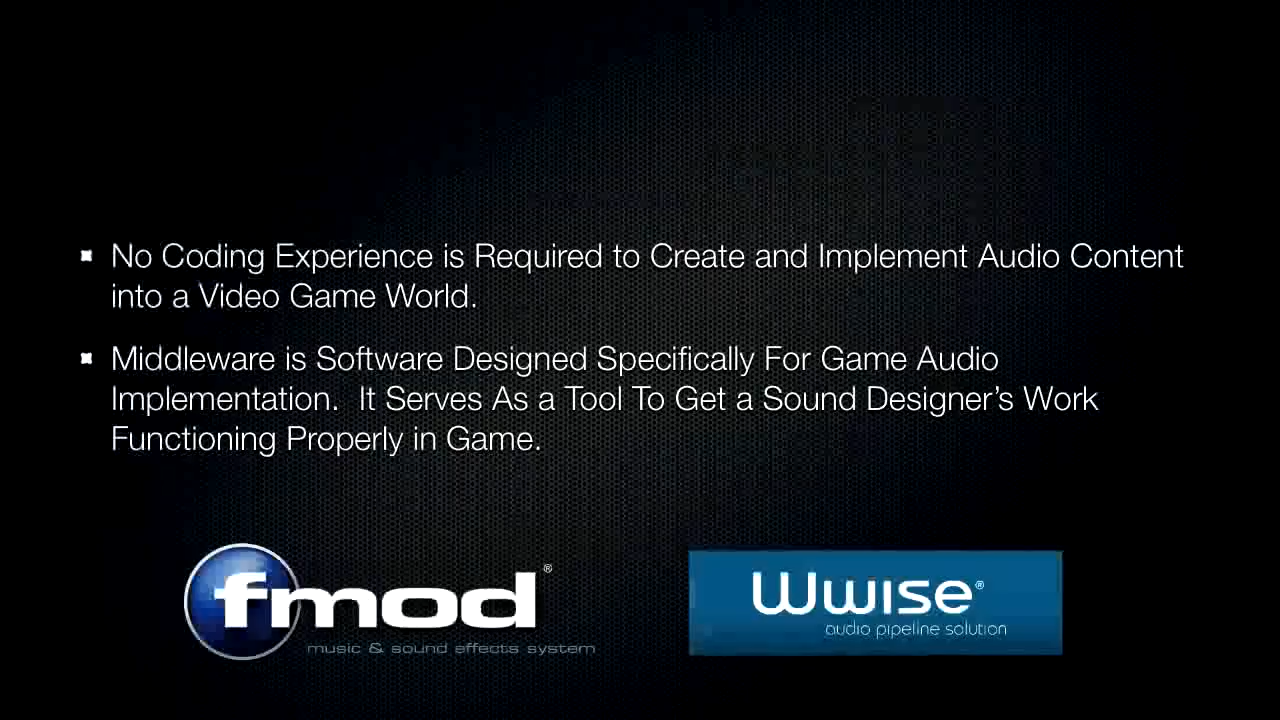 No Coding Experience is Required to Create and Implement Audio Content
into a Video Game World.
Middleware is Software Designed Specifically For Game Audio
Implementation.  It Serves As a Tool To Get a Sound Designer’s Work
Functioning Properly in Game.
fmod®
music & sound effects system
Wwise®
audio pipeline solution